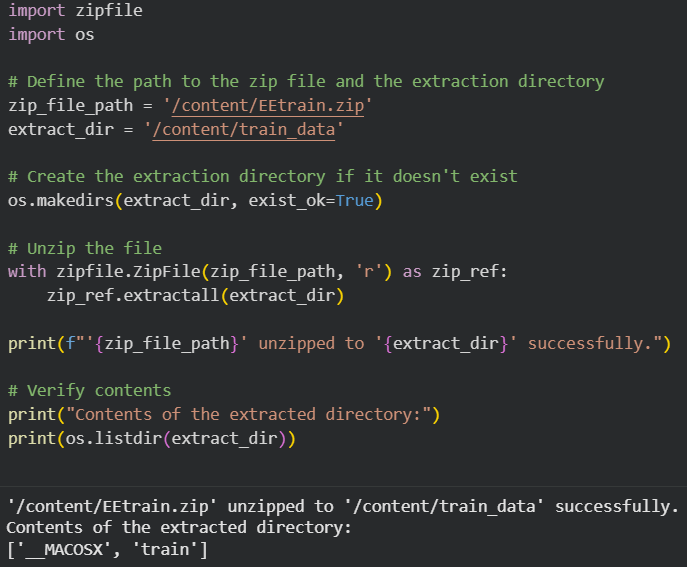 import zipfile
import os
# Define the path to the zip file and the extraction directory
zip_file_path = '/content/EEtrain.zip'
extract_dir = '/content/train_data'
# Create the extraction directory if it doesn't exist
os.makedirs(extract_dir, exist_ok=True)
# Unzip the file
with zipfile.ZipFile(zip_file_path, 'r') as zip_ref:
    zip_ref.extractall(extract_dir)
print(f"'{zip_file_path}' unzipped to '{extract_dir}' successfully.")
# Verify contents
print("Contents of the extracted directory:")
print(os.listdir(extract_dir))
'/content/EEtrain.zip' unzipped to '/content/train_data' successfully.
Contents of the extracted directory:
['__MACOSX', 'train']